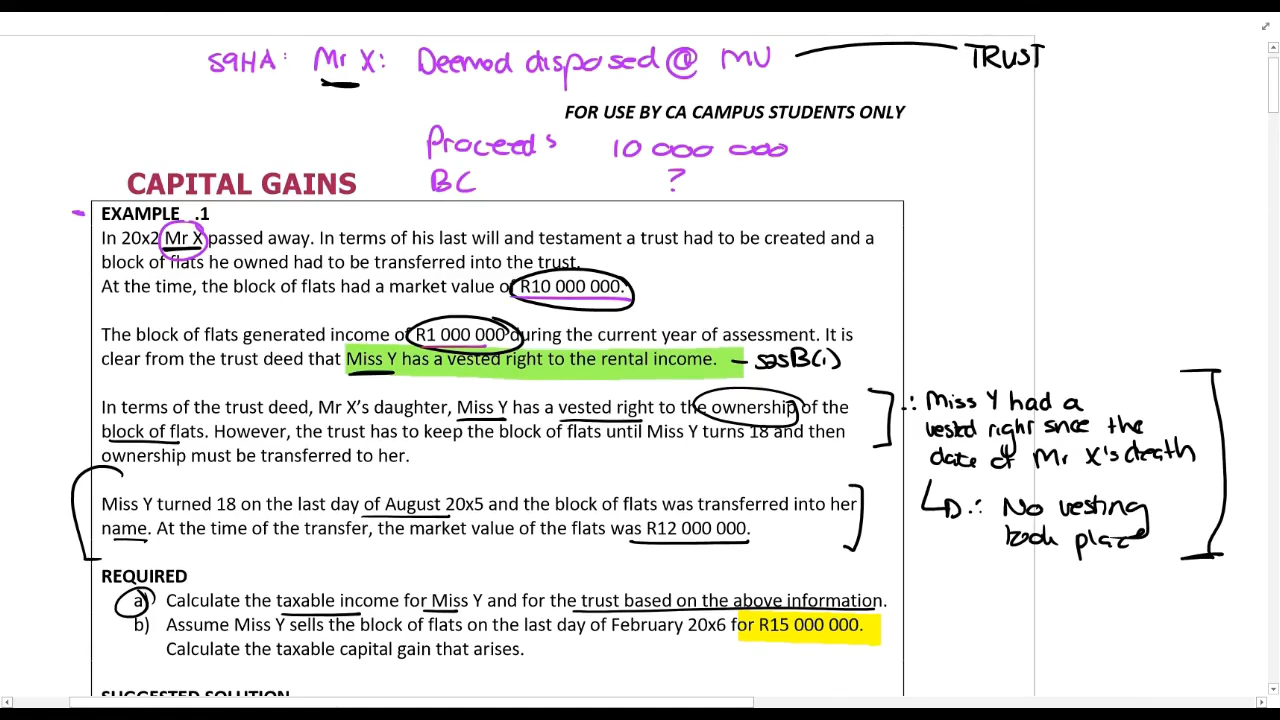 S9HA: Mr X: Deemed disposed @ MV TRUST
FOR USE BY CA CAMPUS STUDENTS ONLY
Proceeds 10 000 000
BC ?
CAPITAL GAINS
EXAMPLE .1
In 20x2 Mr X passed away. In terms of his last will and testament a trust had to be created and a
block of flats he owned had to be transferred into the trust.
At the time, the block of flats had a market value of R10 000 000.
The block of flats generated income of R1 000 000 during the current year of assessment. It is
clear from the trust deed that Miss Y has a vested right to the rental income. – s25B(1)
In terms of the trust deed, Mr X's daughter, Miss Y has a vested right to the ownership of the
block of flats. However, the trust has to keep the block of flats until Miss Y turns 18 and then
ownership must be transferred to her.
∴ Miss Y had a
vested right snce the
date of Mr X's death
∴ No vesting
took place
Miss Y turned 18 on the last day of August 20x5 and the block of flats was transferred into her
name. At the time of the transfer, the market value of the flats was R12 000 000.
REQUIRED
a) Calculate the taxable income for Miss Y and for the trust based on the above information.
b) Assume Miss Y sells the block of flats on the last day of February 20x6 for R15 000 000.
Calculate the taxable capital gain that arises.
SUGGESTED SOLUTION